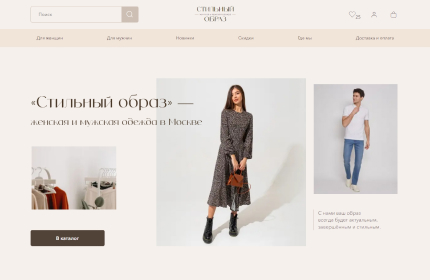 Поиск
СТИЛЬНЫЙ
ОБРАЗ
25
Для женщин
Для мужчин
Новинки
Скидки
Доставка и оплата
«Стильный образ» —
женская и мужская одежда в Москве
С нами ваш образ
всегда будет актуальным,
завершённым и стильным.
В каталог